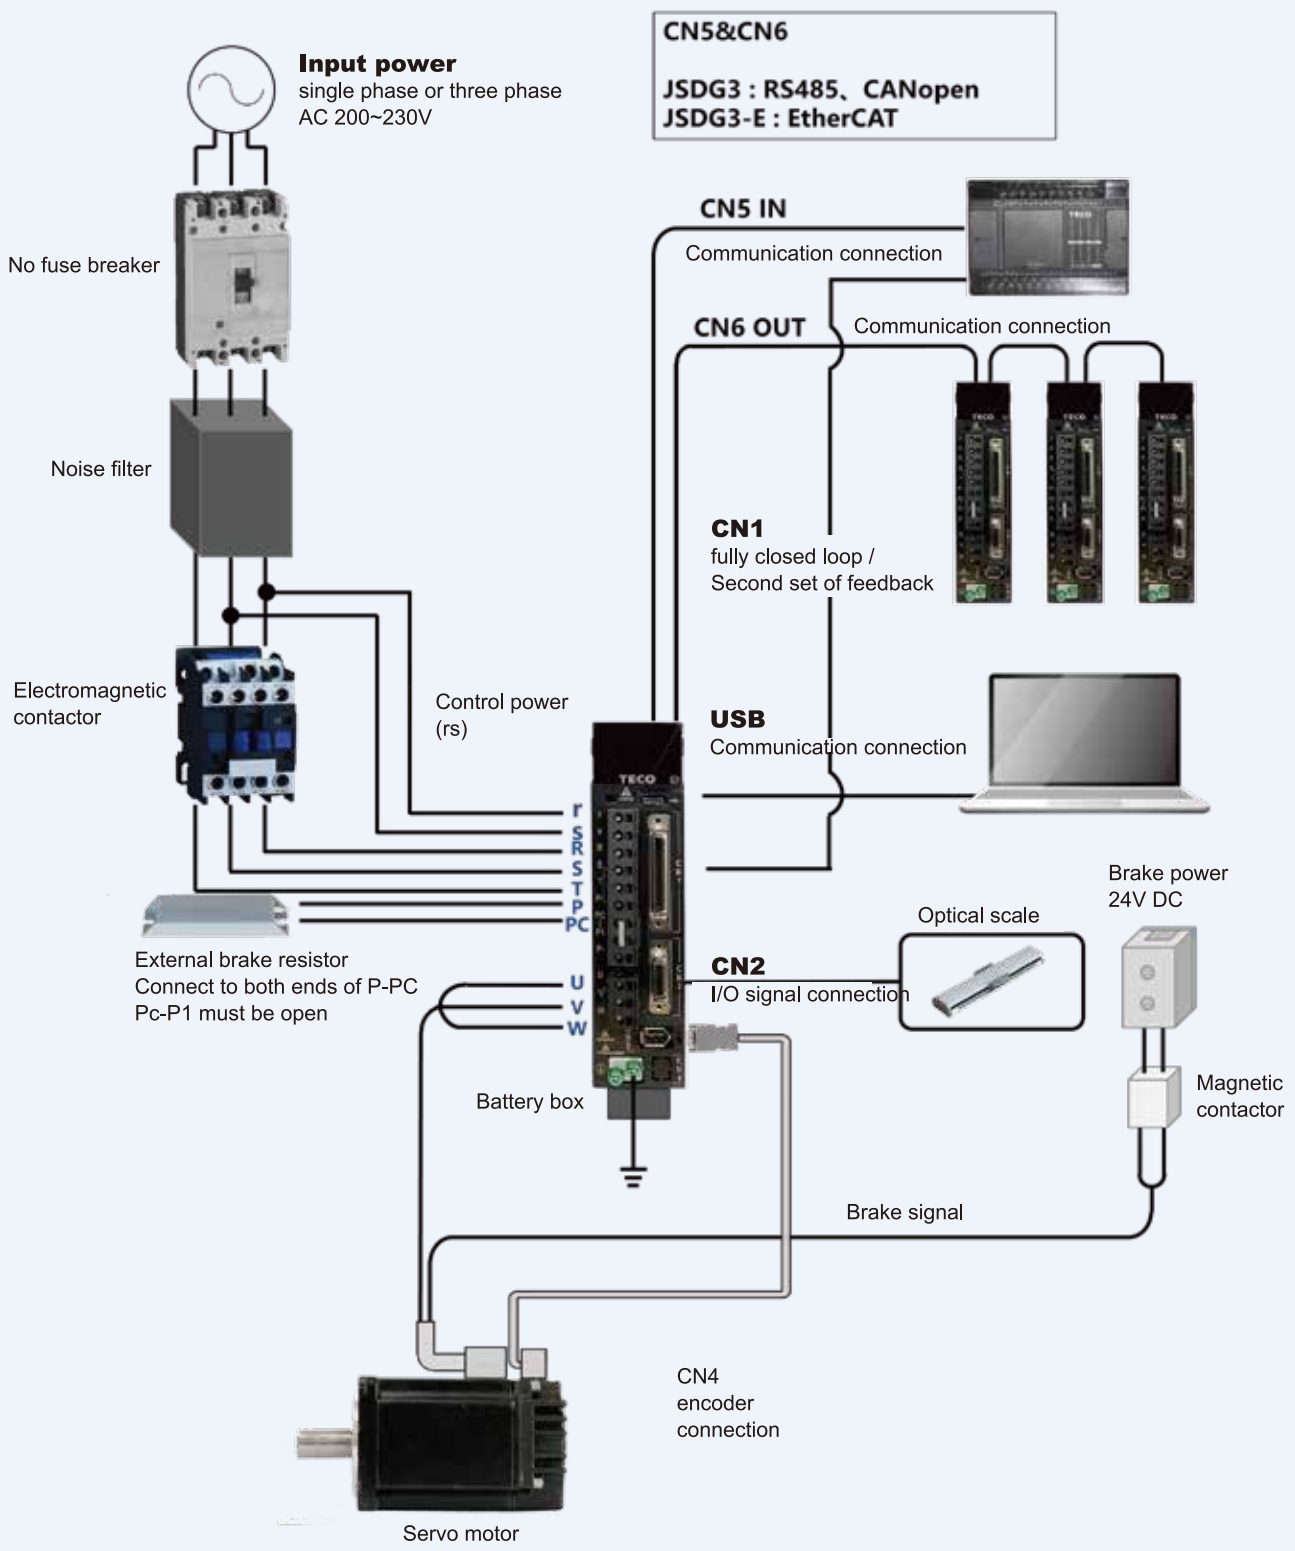 CN5&CN6
JSDG3 : RS485、CANopen
JSDG3-E : EtherCAT
Input power
single phase or three phase
AC 200~230V
No fuse breaker
Noise filter
Electromagnetic
contactor
Control power
(rs)
CN5 IN
Communication connection
TECO
CN6 OUT
Communication connection
TECO
TECO
TECO
CN1
fully closed loop /
Second set of feedback
USB
Communication connection
TECO
r
S
R
S
T
P
PC
U
V
W
External brake resistor
Connect to both ends of P-PC
Pc-P1 must be open
CN2
I/O signal connection
Optical scale
Brake power
24V DC
Magnetic
contactor
Battery box
Brake signal
CN4
encoder
connection
Servo motor